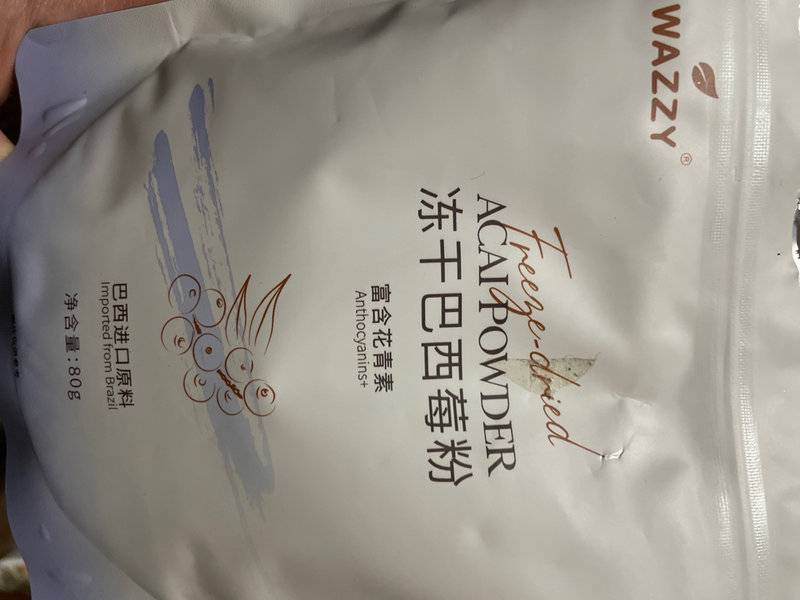 WAZZY®
Freeze-dried
ACAI POWDER
冻干巴西莓粉
富含花青素
Anthocyanins+
巴西进口原料
Imported from Brazil
净含量:80g